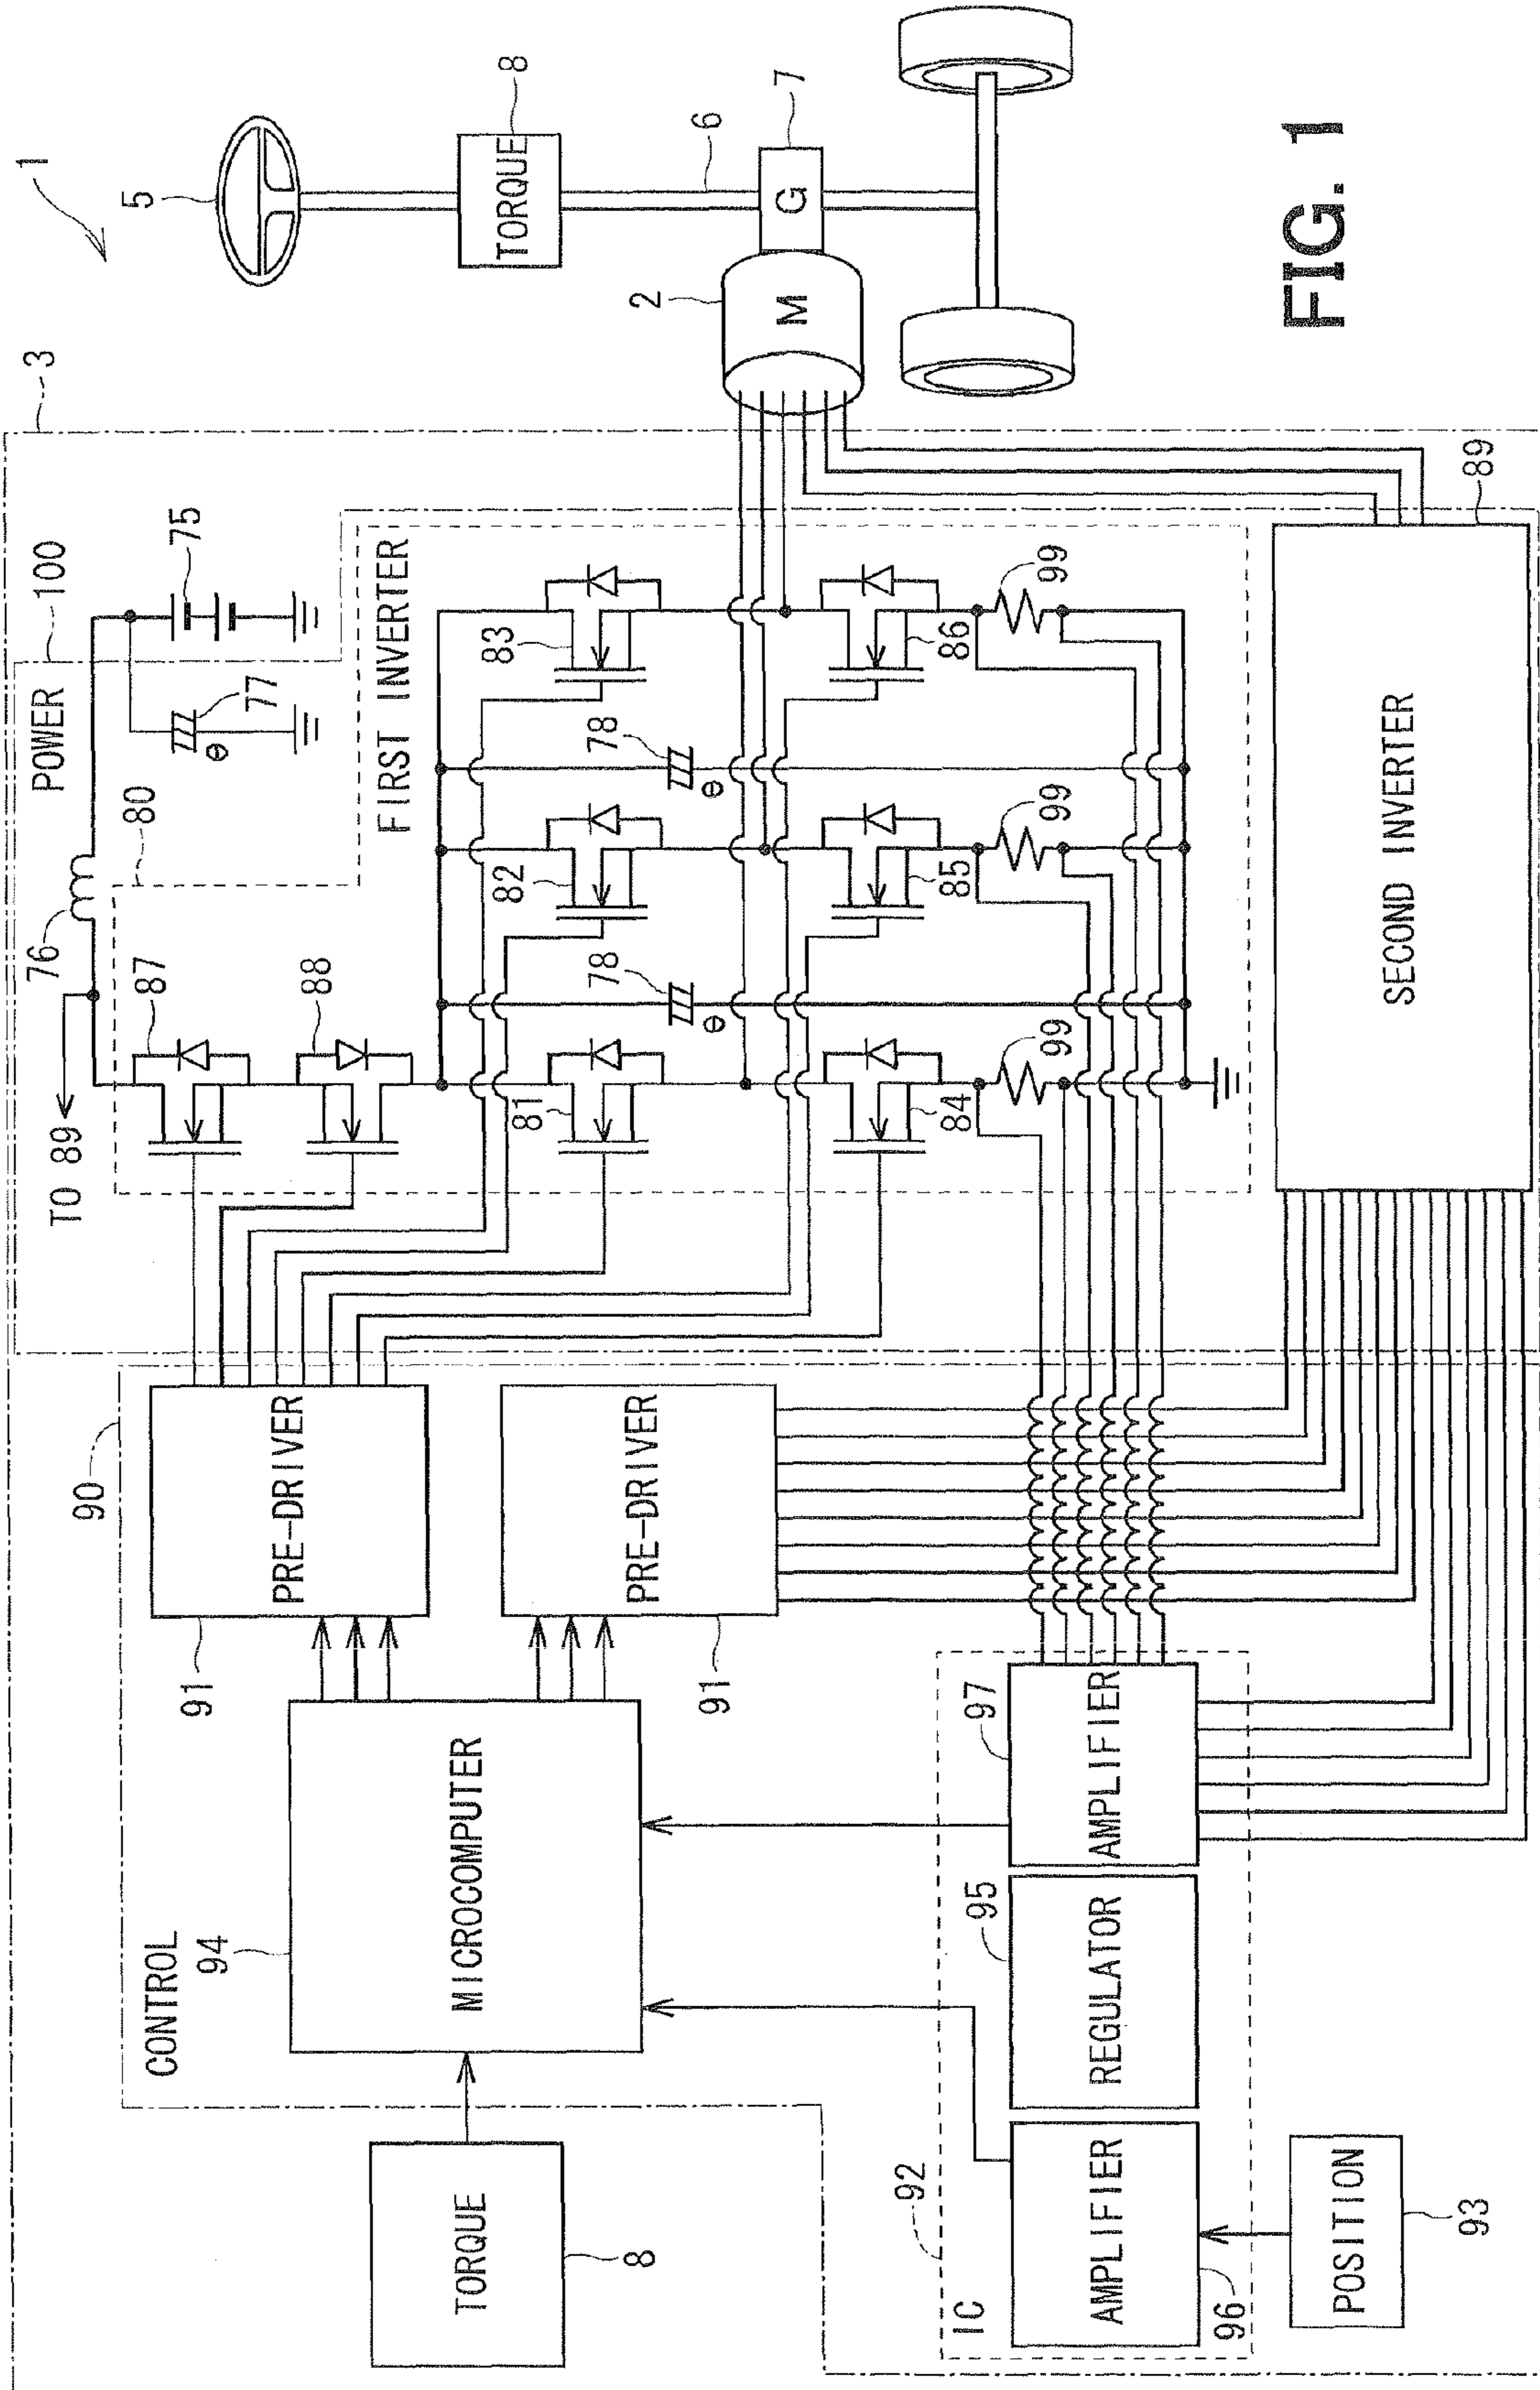 1
5
TORQUE
8
6
7
G
M
2
FIG. 1
3
POWER
100
75
77
⊖
76
TO 89
80
87
88
FIRST INVERTER
81
82
83
78
⊖
78
⊖
84
85
86
99
99
99
SECOND INVERTER
89
90
CONTROL
PRE-DRIVER
91
PRE-DRIVER
91
MICROCOMPUTER
94
TORQUE
8
92
IC
AMPLIFIER
97
REGULATOR
95
AMPLIFIER
96
POSITION
93